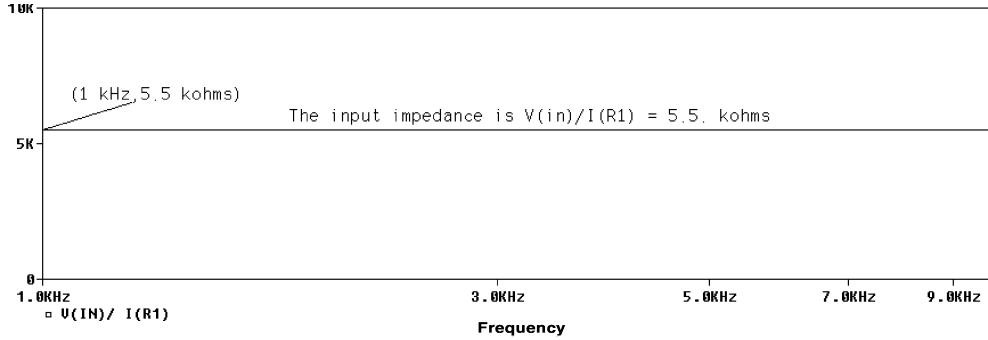 10K
(1 kHz,5.5 kohms)
The input impedance is V(in)/I(R1) = 5.5. kohms
5K
0
1.0KHz 3.0KHz 5.0KHz 7.0KHz 9.0KHz
V(IN)/ I(R1)
Frequency